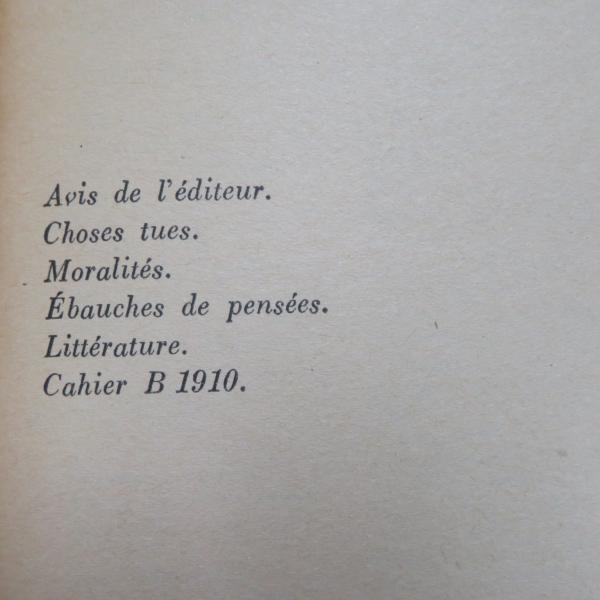 Avis de l'éditeur.
Choses tues.
Moralités.
Ébauches de pensées.
Littérature.
Cahier B 1910.